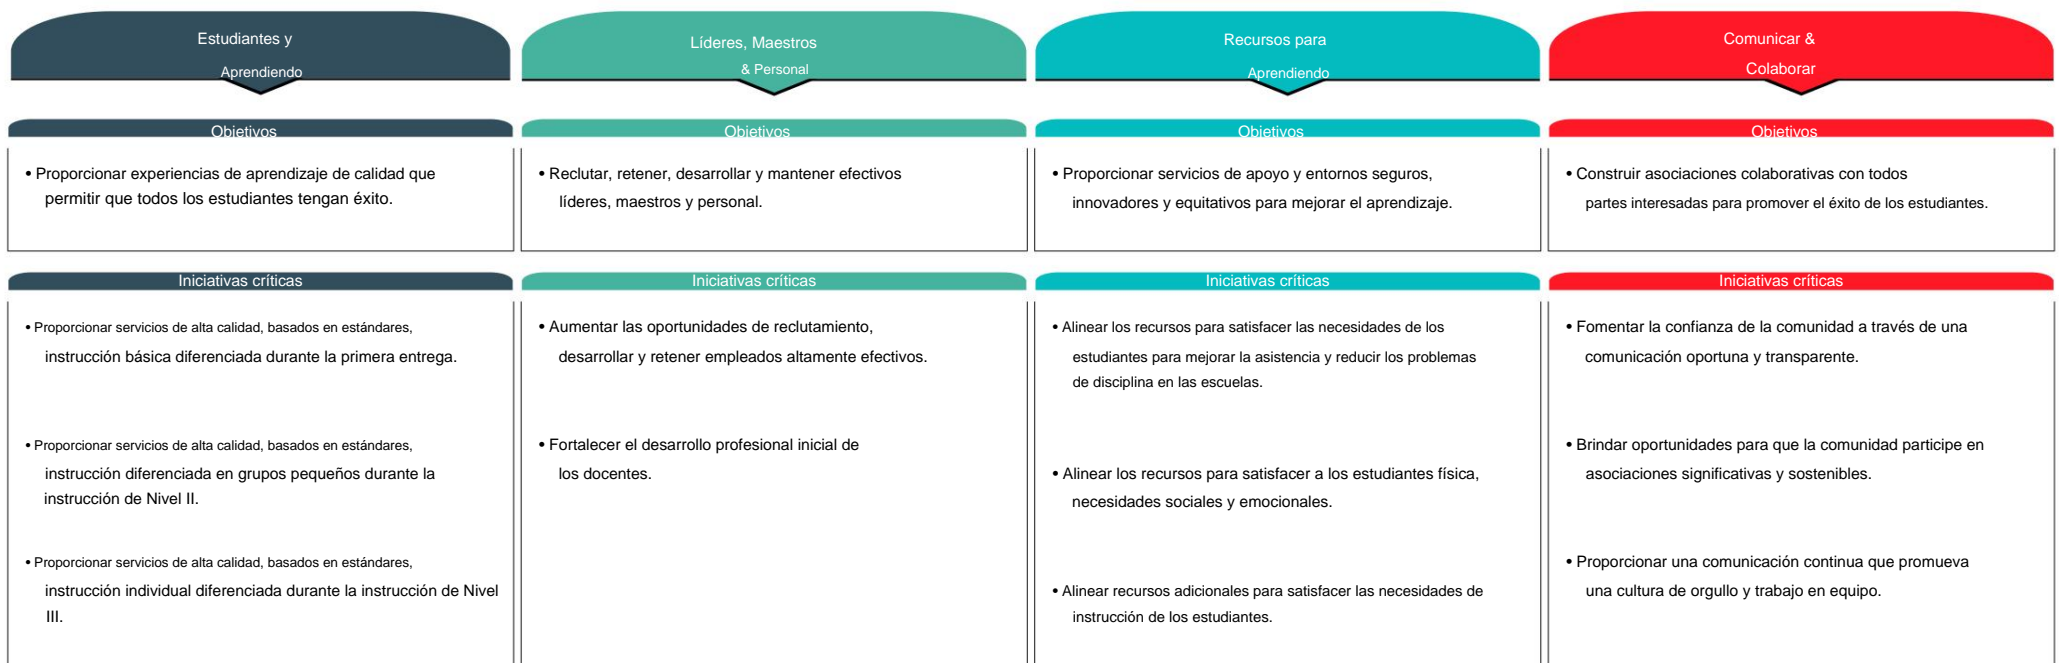 Estudiantes y
Aprendiendo
Líderes, Maestros
& Personal
Recursos para
Aprendiendo
Comunicar &
Colaborar
Objetivos
• Proporcionar experiencias de aprendizaje de calidad que
permitir que todos los estudiantes tengan éxito.
Objetivos
• Reclutar, retener, desarrollar y mantener efectivos
líderes, maestros y personal.
Objetivos
• Proporcionar servicios de apoyo y entornos seguros,
innovadores y equitativos para mejorar el aprendizaje.
Objetivos
• Construir asociaciones colaborativas con todos
partes interesadas para promover el éxito de los estudiantes.
Iniciativas críticas
• Proporcionar servicios de alta calidad, basados en estándares,
instrucción básica diferenciada durante la primera entrega.
• Proporcionar servicios de alta calidad, basados en estándares,
instrucción diferenciada en grupos pequeños durante la
instrucción de Nivel II.
• Proporcionar servicios de alta calidad, basados en estándares,
instrucción individual diferenciada durante la instrucción de Nivel
III.
Iniciativas críticas
• Aumentar las oportunidades de reclutamiento,
desarrollar y retener empleados altamente efectivos.
• Fortalecer el desarrollo profesional inicial de
los docentes.
Iniciativas críticas
• Alinear los recursos para satisfacer las necesidades de los
estudiantes para mejorar la asistencia y reducir los problemas
de disciplina en las escuelas.
• Alinear los recursos para satisfacer a los estudiantes física,
necesidades sociales y emocionales.
• Alinear recursos adicionales para satisfacer las necesidades de
instrucción de los estudiantes.
Iniciativas críticas
• Fomentar la confianza de la comunidad a través de una
comunicación oportuna y transparente.
• Brindar oportunidades para que la comunidad participe en
asociaciones significativas y sostenibles.
• Proporcionar una comunicación continua que promueva
una cultura de orgullo y trabajo en equipo.